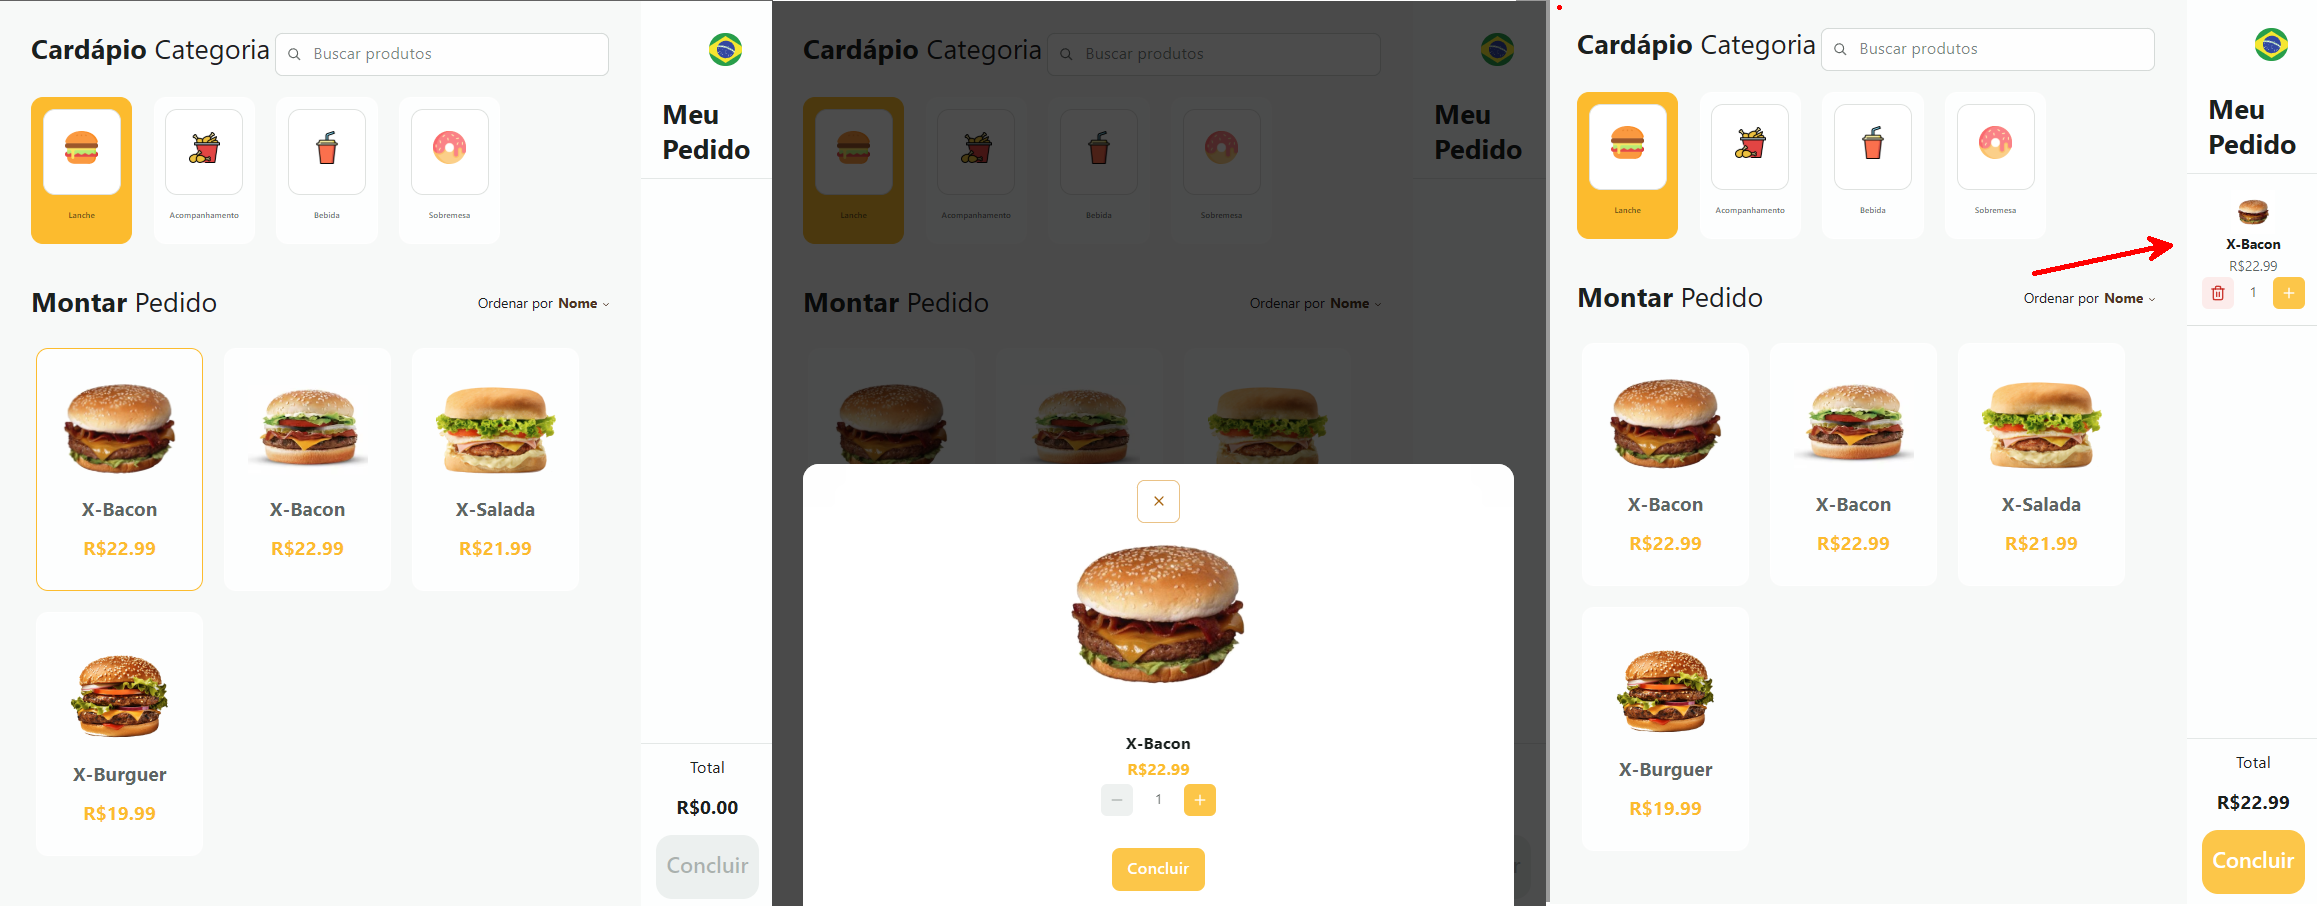 Cardápio Categoria
Buscar produtos
Lanche
Acompanhamento
Bebida
Sobremesa
Montar Pedido
Ordenar por Nome
X-Bacon
R$22.99
X-Bacon
R$22.99
X-Salada
R$21.99
X-Burguer
R$19.99
Meu
Pedido
Total
R$0.00
Concluir
Cardápio Categoria
Buscar produtos
Lanche
Acompanhamento
Bebida
Sobremesa
Montar Pedido
Ordenar por Nome
Meu
Pedido
X-Bacon
R$22.99
1
Concluir
r
Cardápio Categoria
Buscar produtos
Lanche
Acompanhamento
Bebida
Sobremesa
Montar Pedido
Ordenar por Nome
X-Bacon
R$22.99
X-Bacon
R$22.99
X-Salada
R$21.99
X-Burguer
R$19.99
Meu
Pedido
X-Bacon
R$22.99
1
Total
R$22.99
Concluir